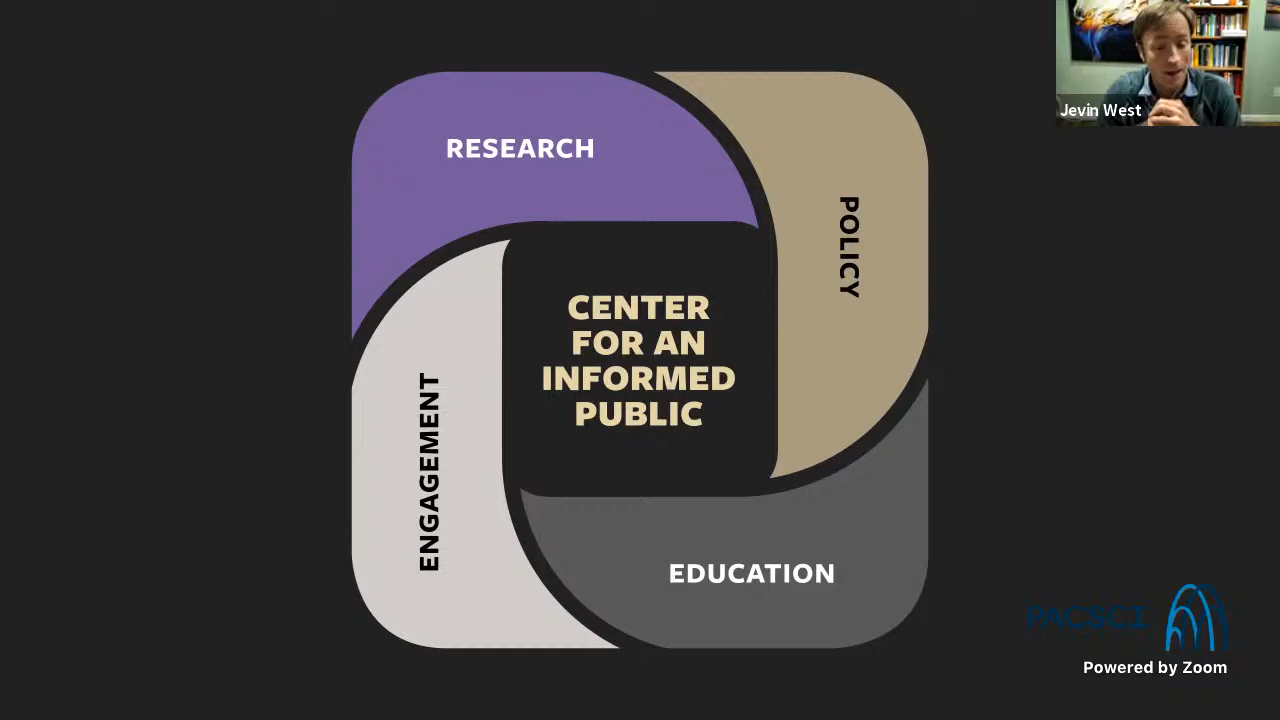 Jevin West
RESEARCH
POLICY
CENTER
FOR AN
INFORMED
PUBLIC
ENGAGEMENT
EDUCATION
PACSCI
Powered by Zoom